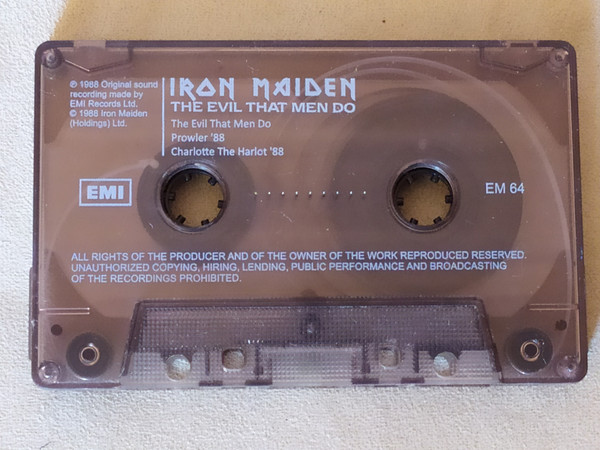 ℗ 1988 Original sound
recording made by
EMI Records Ltd.
© 1988 Iron Maiden
(Holdings) Ltd.
IRON MAIDEN
THE EVIL THAT MEN DO
The Evil That Men Do
Prowler '88
Charlotte The Harlot '88
EMI
EM 64
ALL RIGHTS OF THE PRODUCER AND OF THE OWNER OF THE WORK REPRODUCED RESERVED.
UNAUTHORIZED COPYING, HIRING, LENDING, PUBLIC PERFORMANCE AND BROADCASTING
OF THE RECORDINGS PROHIBITED.